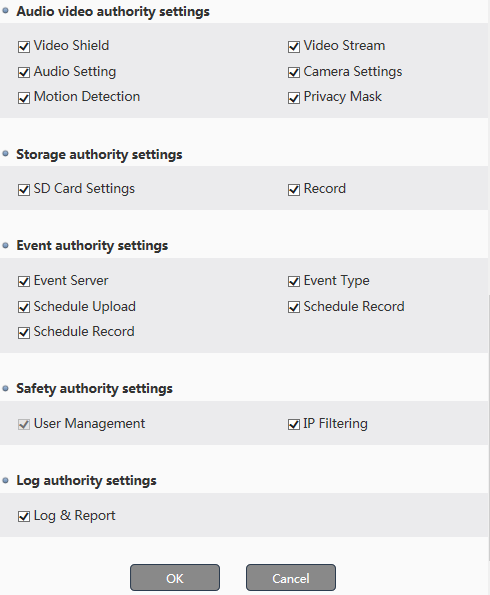 Audio video authority settings
Video Shield Video Stream
Audio Setting Camera Settings
Motion Detection Privacy Mask
Storage authority settings
SD Card Settings Record
Event authority settings
Event Server Event Type
Schedule Upload Schedule Record
Schedule Record
Safety authority settings
User Management IP Filtering
Log authority settings
Log & Report
OK Cancel